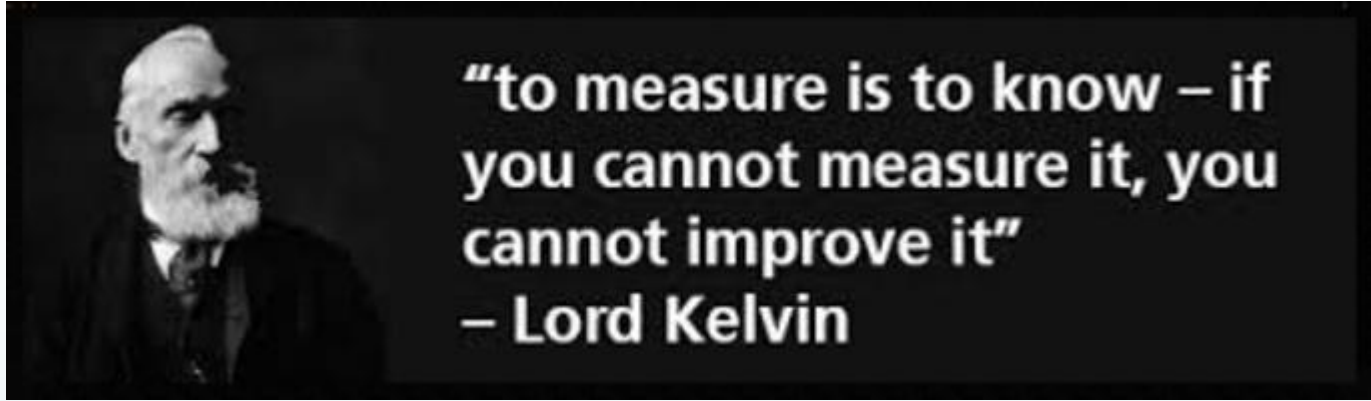 “to measure is to know – if
you cannot measure it, you
cannot improve it”
– Lord Kelvin